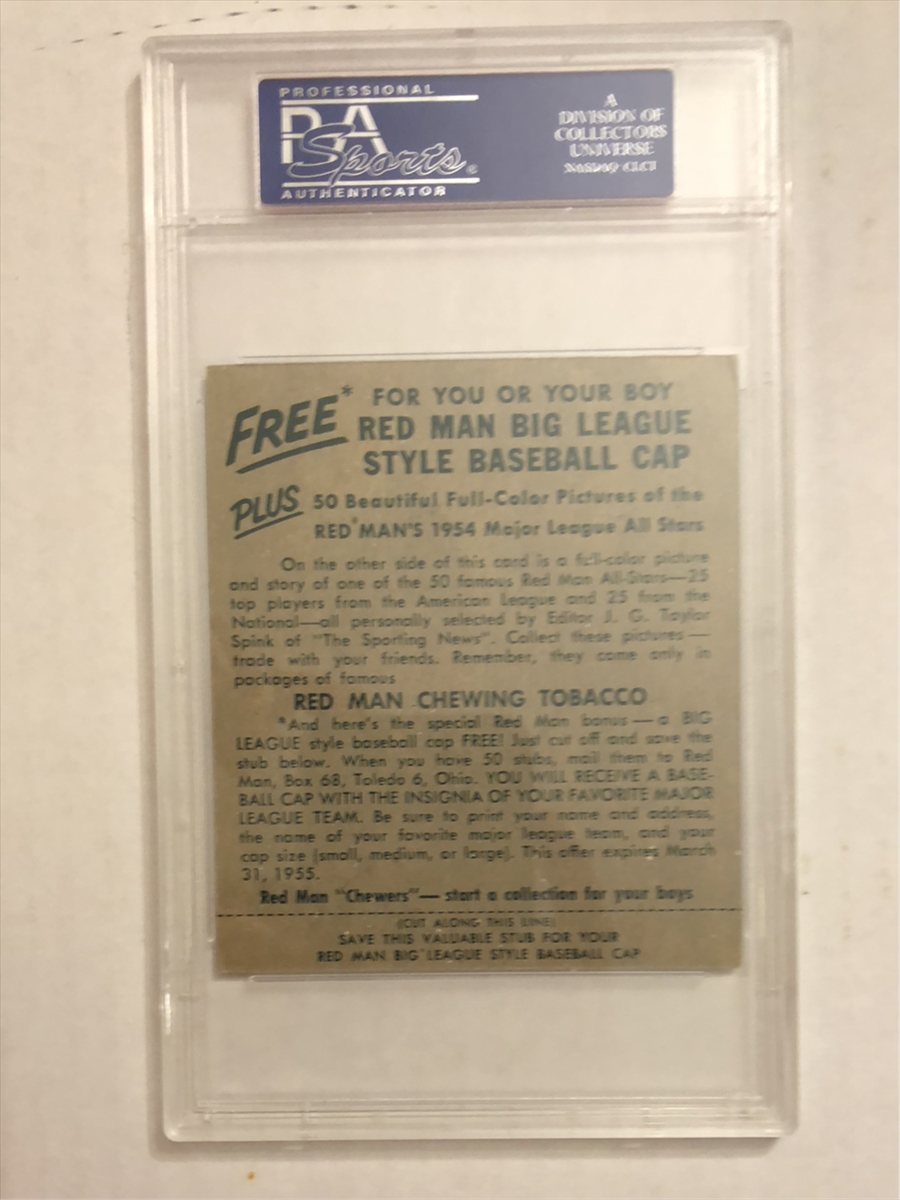 PROFESSIONAL
PSA
Sports
AUTHENTICATOR
A
DIVISION OF
COLLECTORS
UNIVERSE
NASDAQ: CLCT
FREE* FOR YOU OR YOUR BOY
RED MAN BIG LEAGUE
STYLE BASEBALL CAP
PLUS 50 Beautiful Full-Color Pictures of the
RED MAN'S 1954 Major League All Stars
On the other side of this card is a full-color picture
and story of one of the 50 famous Red Man All-Stars—25
top players from the American League and 25 from the
National—all personally selected by Editor J. G. Taylor
Spink of "The Sporting News". Collect these pictures—
trade with your friends. Remember, they come only in
packages of famous
RED MAN CHEWING TOBACCO
*And here's the special Red Man bonus—a BIG
LEAGUE style baseball cap FREE! Just cut off and save the
stub below. When you have 50 stubs, mail them to Red
Man, Box 68, Toledo 6, Ohio. YOU WILL RECEIVE A BASE-
BALL CAP WITH THE INSIGNIA OF YOUR FAVORITE MAJOR
LEAGUE TEAM. Be sure to print your name and address,
the name of your favorite major league team, and your
cap size (small, medium, or large). This offer expires March
31, 1955.
Red Man "Chewers"—start a collection for your boys
(CUT ALONG THIS LINE)
SAVE THIS VALUABLE STUB FOR YOUR
RED MAN BIG LEAGUE STYLE BASEBALL CAP